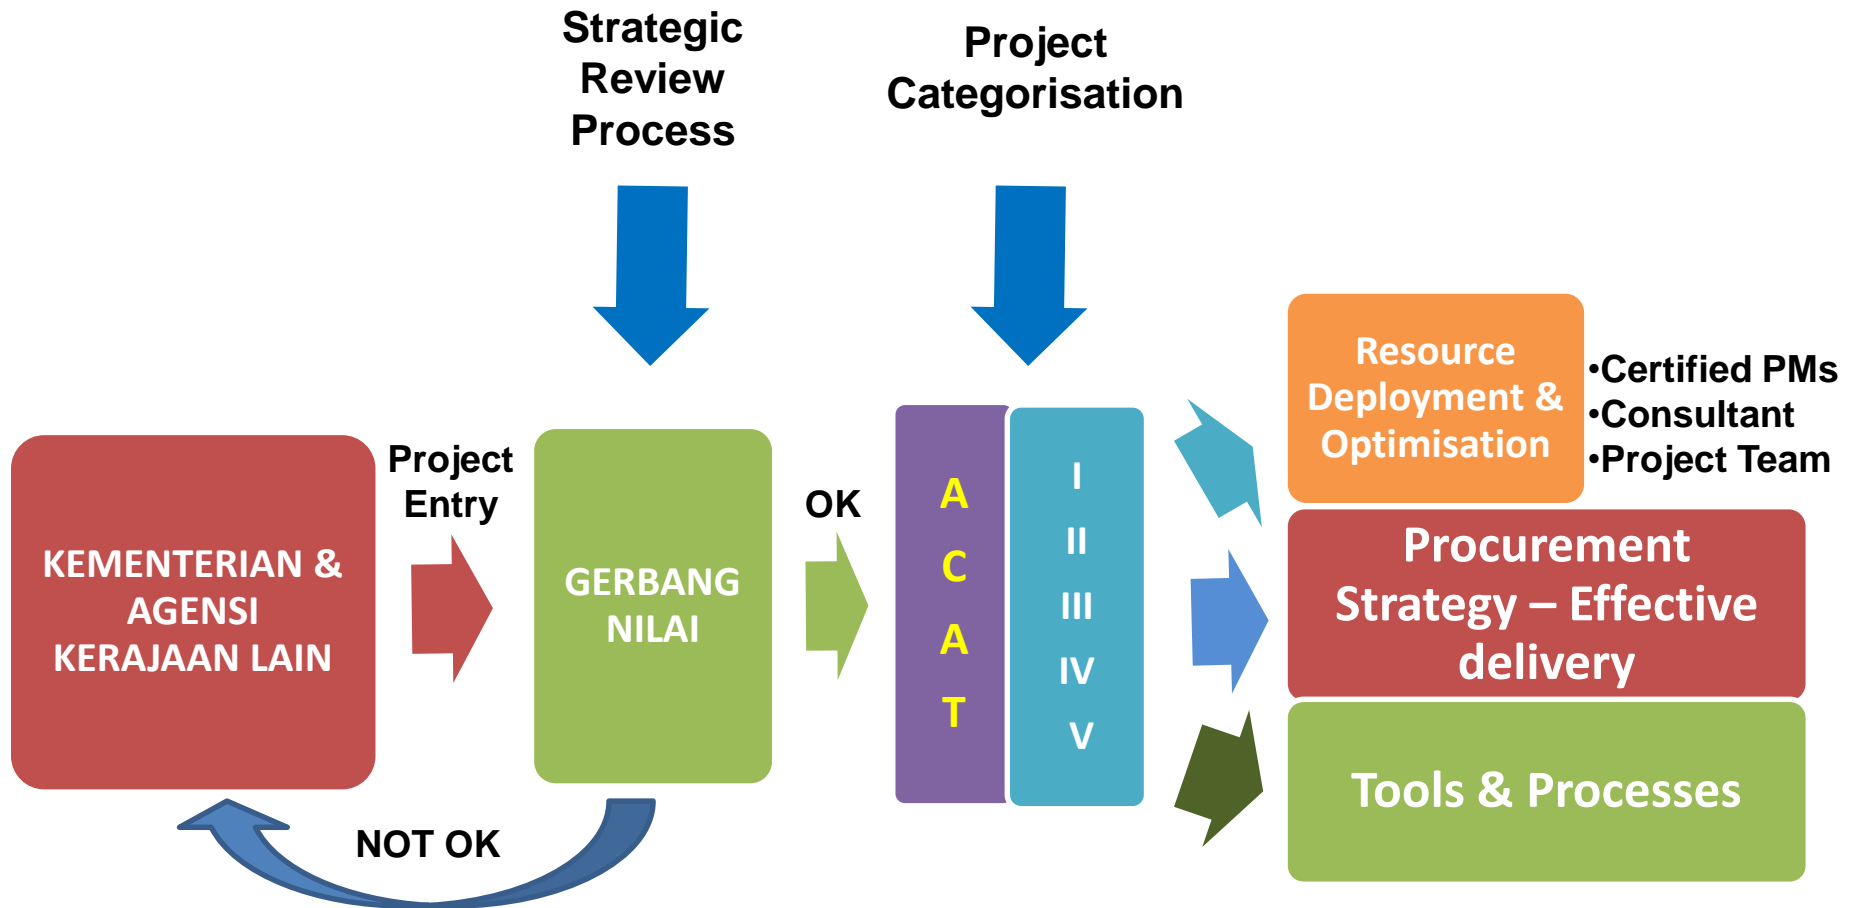 Strategic
Review
Process
Project
Categorisation
KEMENTERIAN &
AGENSI
KERAJAAN LAIN
Project
Entry
GERBANG
NILAI
NOT OK
OK
A
C
A
T
I
II
III
IV
V
Resource
Deployment &
Optimisation
•Certified PMs
•Consultant
•Project Team
Procurement
Strategy – Effective
delivery
Tools & Processes